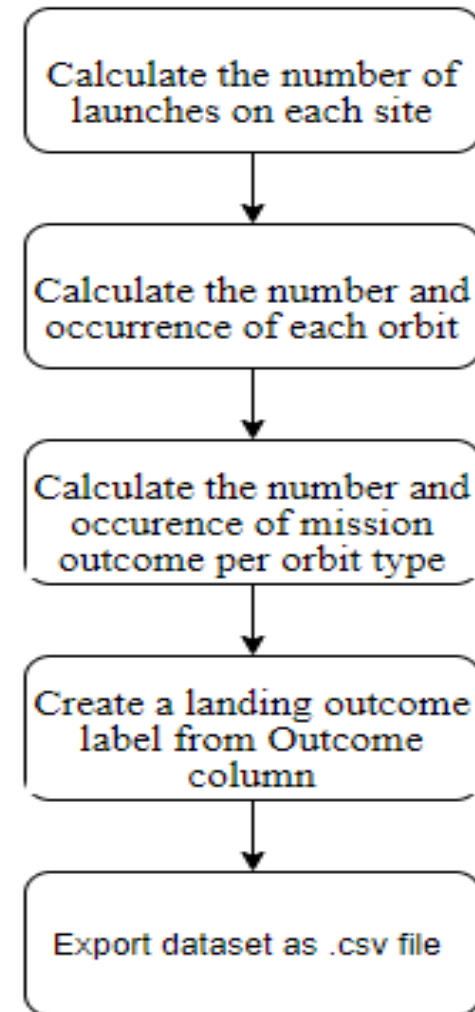 Calculate the number of
launches on each site
Calculate the number and
occurrence of each orbit
Calculate the number and
occurence of mission
outcome per orbit type
Create a landing outcome
label from Outcome
column
Export dataset as .csv file